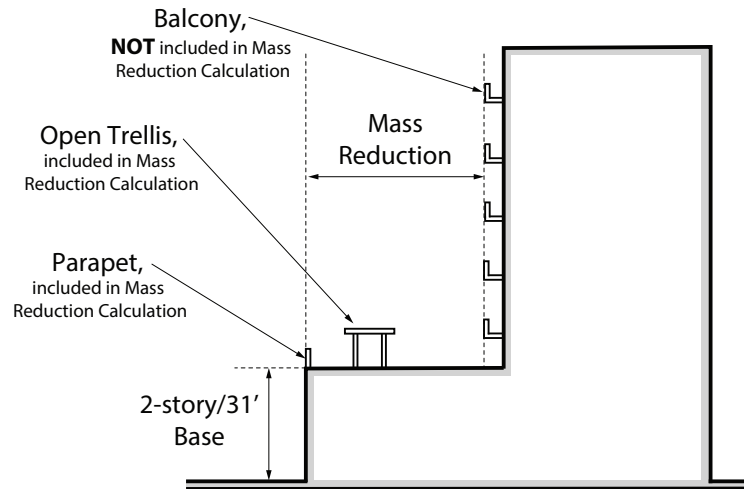 Balcony,
NOT included in Mass
Reduction Calculation
Mass
Reduction
Open Trellis,
included in Mass
Reduction Calculation
Parapet,
included in Mass
Reduction Calculation
2-story/31’
Base